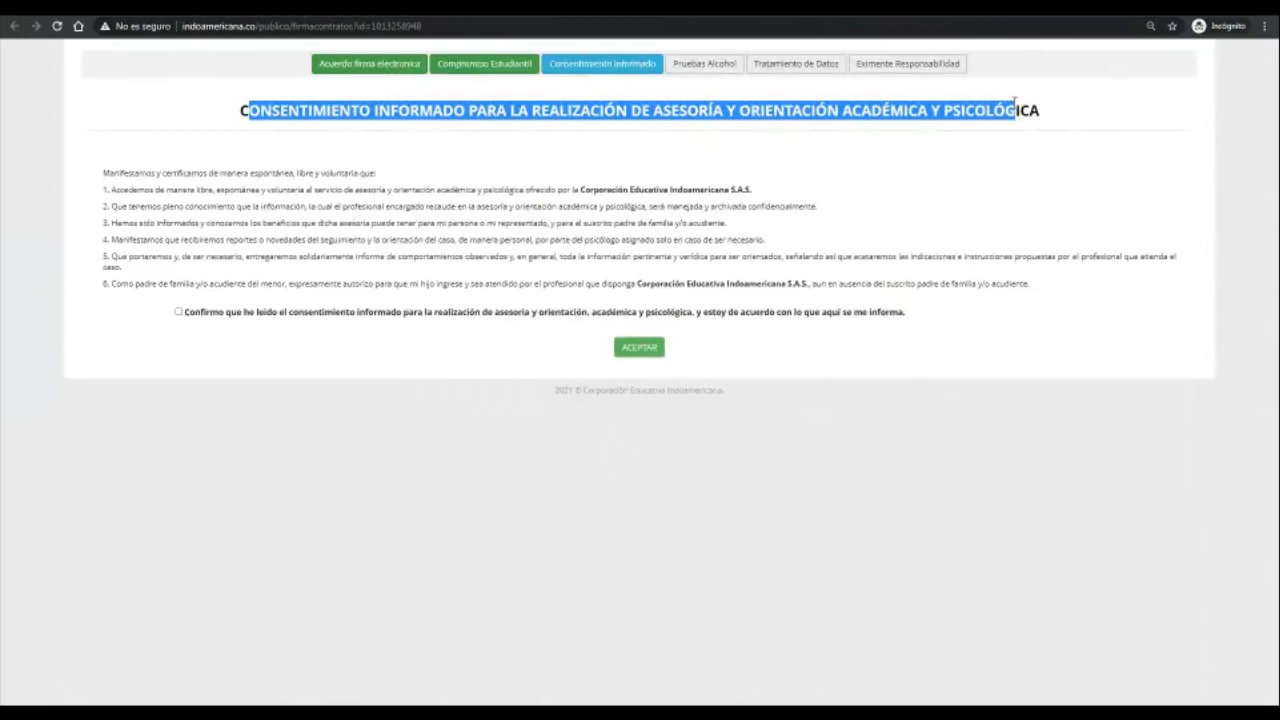 No es seguro indoamericana.co/publico/firmacontratos?id=1013258948 Incógnito
Acuerdo firma electronica Compromiso Estudiantil Consentimiento Informado Pruebas Alcohol Tratamiento de Datos Eximente Responsabilidad
CONSENTIMIENTO INFORMADO PARA LA REALIZACIÓN DE ASESORÍA Y ORIENTACIÓN ACADÉMICA Y PSICOLÓGICA
Manifestamos y certificamos de manera espontánea, libre y voluntaria que:
1. Accedemos de manera libre, espontánea y voluntaria al servicio de asesoría y orientación académica y psicológica ofrecido por la Corporación Educativa Indoamericana S.A.S.
2. Que tenemos pleno conocimiento que la información, la cual el profesional encargado recaude en la asesoría y orientación académica y psicológica, será manejada y archivada confidencialmente.
3. Hemos sido informados y conocemos los beneficios que dicha asesoría puede tener para mi persona o mi representado, y para el suscrito padre de familia y/o acudiente.
4. Manifestamos que recibiremos reportes o novedades del seguimiento y la orientación del caso, de manera personal, por parte del psicólogo asignado solo en caso de ser necesario.
5. Que portaremos y, de ser necesario, entregaremos solidariamente informe de comportamientos observados y, en general, toda la información pertinente y verídica para ser orientados, señalando así que acataremos las indicaciones e instrucciones propuestas por el profesional que atienda el
caso.
6. Como padre de familia y/o acudiente del menor, expresamente autorizo para que mi hijo ingrese y sea atendido por el profesional que disponga Corporación Educativa Indoamericana S.A.S., aun en ausencia del suscrito padre de familia y/o acudiente.
Confirmo que he leído el consentimiento informado para la realización de asesoria y orientación, académica y psicológica, y estoy de acuerdo con lo que aquí se me informa.
ACEPTAR
2021 © Corporación Educativa Indoamericana.